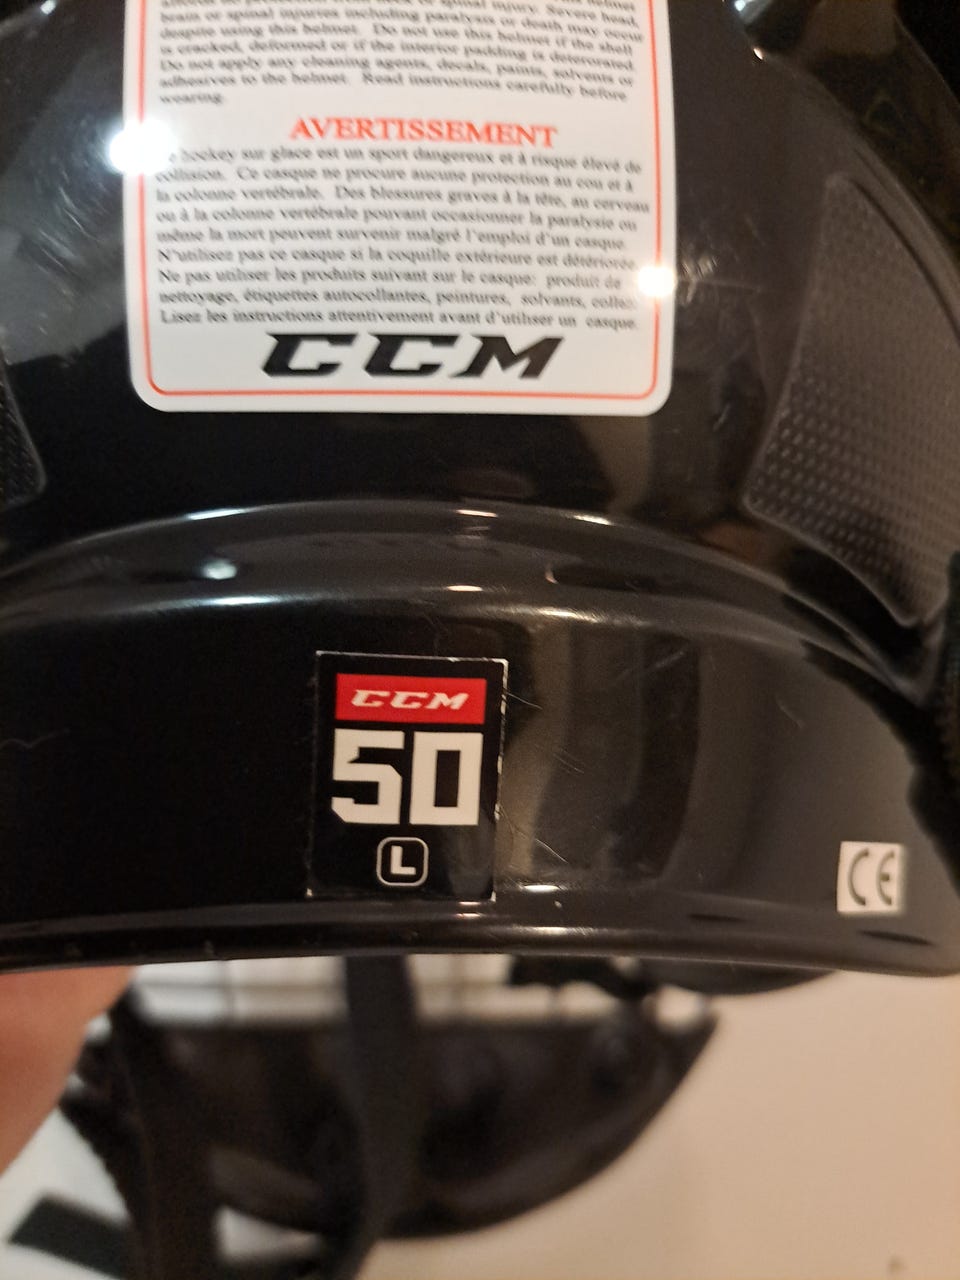 brain or spinal injuries including paralysis or death may occur
despite using this helmet. Do not use this helmet if the shell
is cracked, deformed or if the interior padding is deteriorated.
Do not apply any cleaning agents, decals, paints, solvents or
adhesives to the helmet. Read instructions carefully before
wearing.
AVERTISSEMENT
hockey sur glace est un sport dangereux et à risque élevé de
collision. Ce casque ne procure aucune protection au cou et à
la colonne vertébrale. Des blessures graves à la tête, au cerveau
ou à la colonne vertébrale pouvant occasionner la paralysie ou
même la mort peuvent survenir malgré l'emploi d'un casque.
N'utilisez pas ce casque si la coquille extérieure est détériorée
Ne pas utiliser les produits suivant sur le casque: produit de
nettoyage, étiquettes autocollantes, peintures, solvants, colles.
Lisez les instructions attentivement avant d'utiliser un casque.
CCM
CCM
50
L
CE